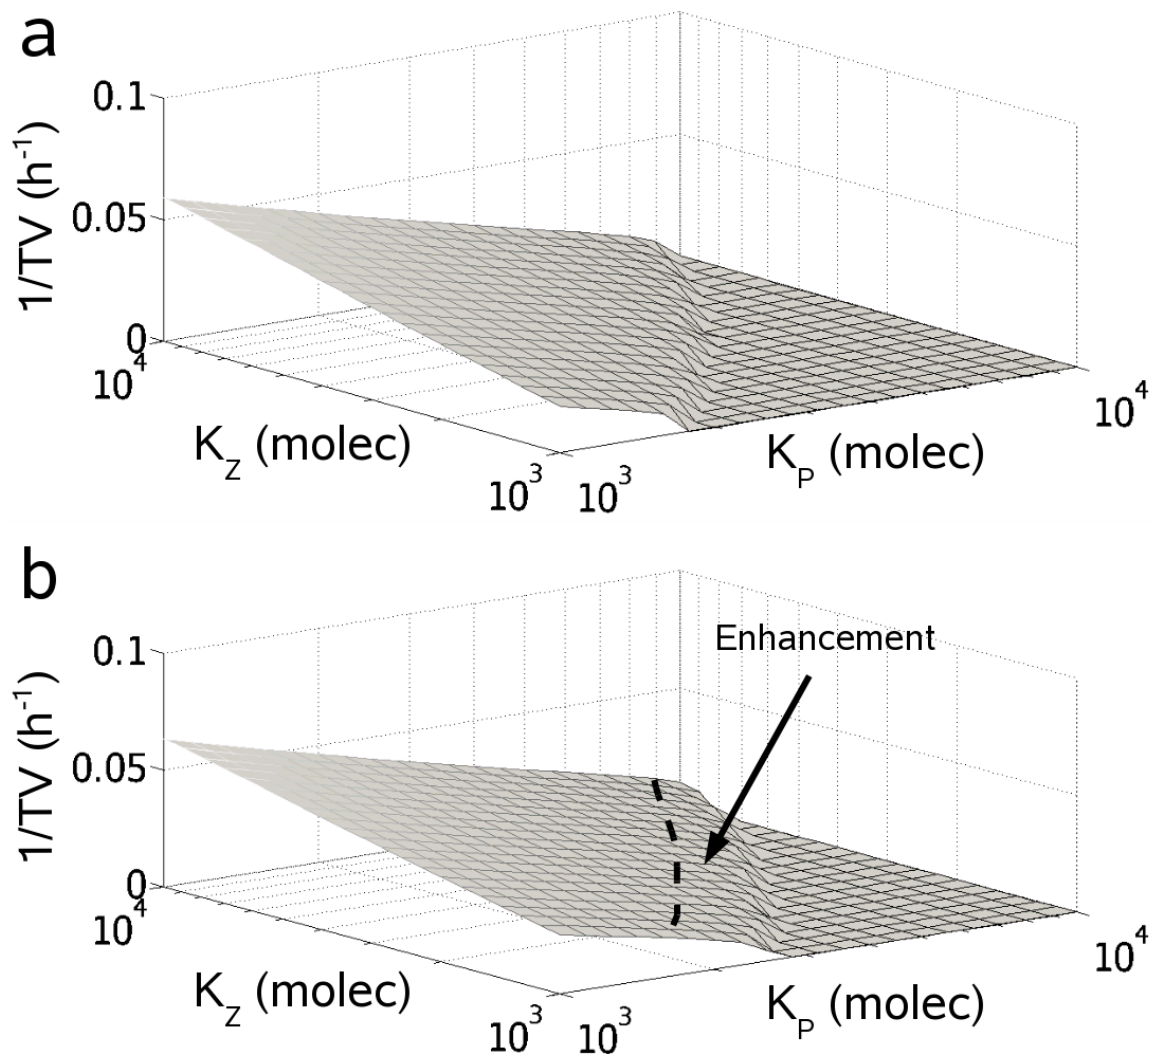 a
0.1
0.05
0
1/TV (h⁻¹)
10⁴
K_Z (molec)
10³
10³
K_P (molec)
10⁴
b
Enhancement
0.1
0.05
0
1/TV (h⁻¹)
10⁴
K_Z (molec)
10³
10³
K_P (molec)
10⁴